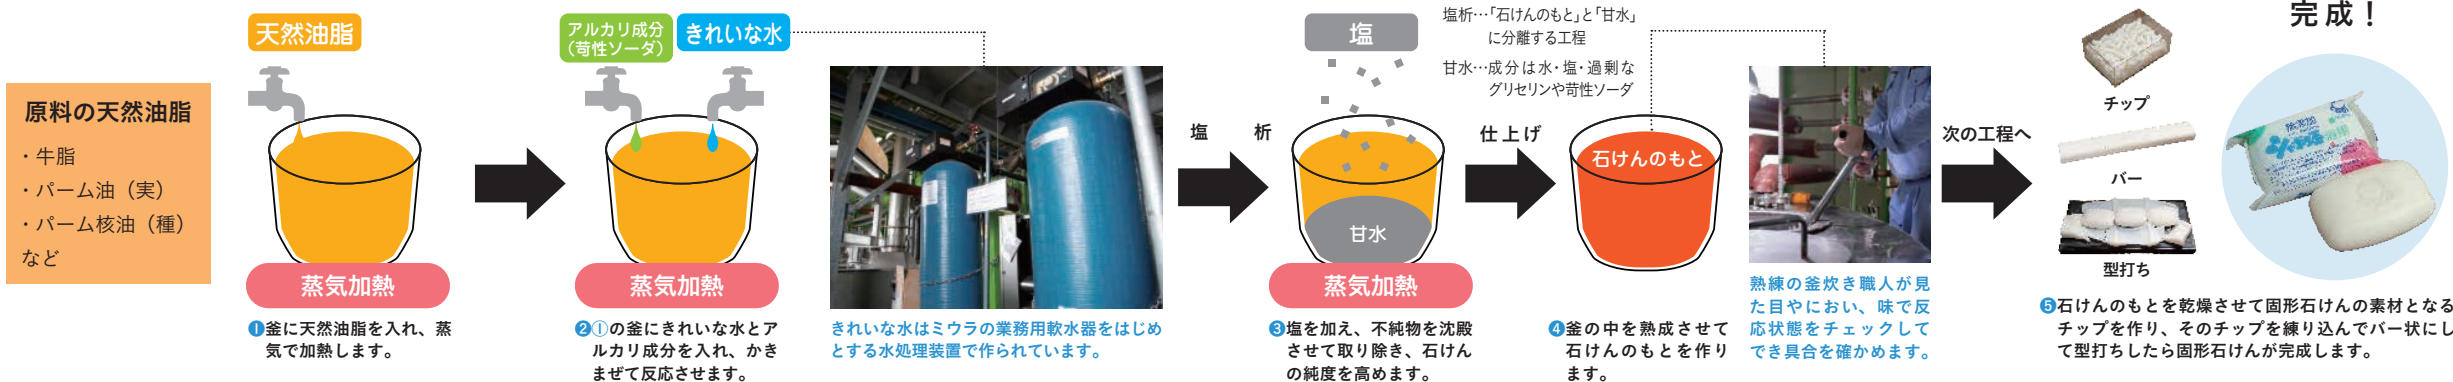 原料の天然油脂
・牛脂
・パーム油（実）
・パーム核油（種）
など
天然油脂
蒸気加熱
❶釜に天然油脂を入れ、蒸
気で加熱します。
アルカリ成分
（苛性ソーダ）
きれいな水
蒸気加熱
❷①の釜にきれいな水とア
ルカリ成分を入れ、かき
まぜて反応させます。
きれいな水はミウラの業務用軟水器をはじめ
とする水処理装置で作られています。
塩析
塩
甘水
蒸気加熱
❸塩を加え、不純物を沈殿
させて取り除き、石けん
の純度を高めます。
塩析…「石けんのもと」と「甘水」
に分離する工程
甘水…成分は水・塩・過剰な
グリセリンや苛性ソーダ
仕上げ
石けんのもと
❹釜の中を熟成させて
石けんのもとを作り
ます。
熟練の釜炊き職人が見
た目やにおい、味で反
応状態をチェックして
でき具合を確かめます。
次の工程へ
チップ
バー
型打ち
完成！
無添加
シャボン玉
浴用
❺石けんのもとを乾燥させて固形石けんの素材となる
チップを作り、そのチップを練り込んでバー状にし
て型打ちしたら固形石けんが完成します。